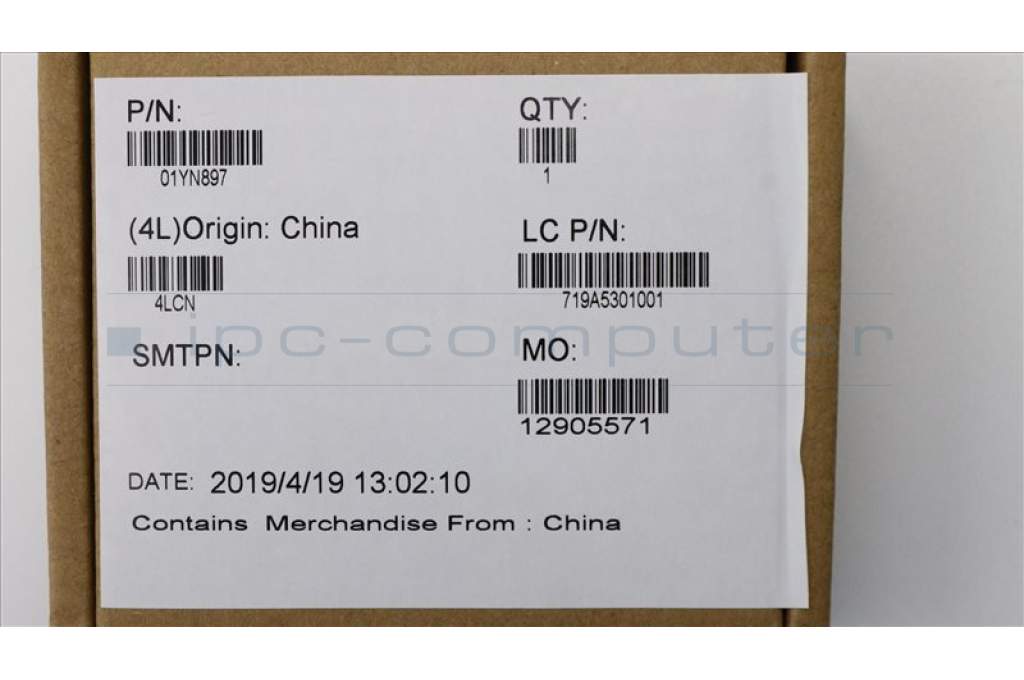 P/N:
01YN897
QTY:
1
(4L)Origin: China
4LCN
LC P/N:
719A5301001
SMTPN:
MO:
12905571
ipc-computer
DATE: 2019/4/19 13:02:10
Contains Merchandise From : China